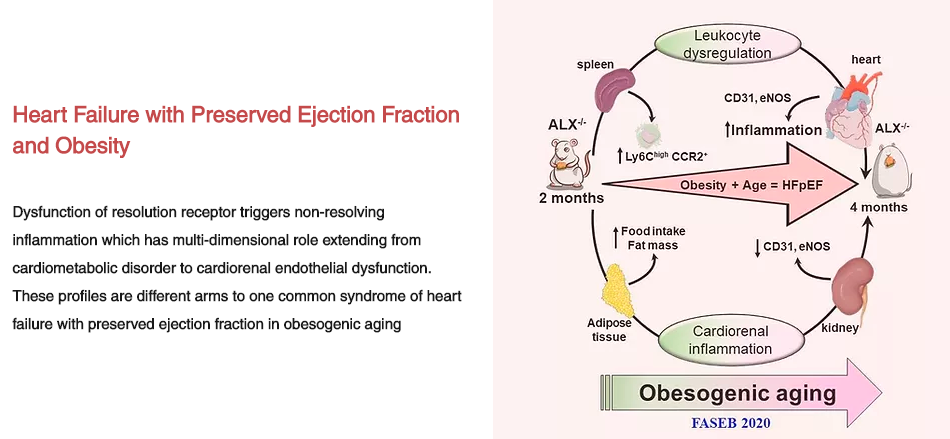 Heart Failure with Preserved Ejection Fraction
and Obesity
Dysfunction of resolution receptor triggers non-resolving
inflammation which has multi-dimensional role extending from
cardiometabolic disorder to cardiorenal endothelial dysfunction.
These profiles are different arms to one common syndrome of heart
failure with preserved ejection fraction in obesogenic aging
Leukocyte
dysregulation
spleen
heart
CD31, eNOS
↑Inflammation
ALX-/-
ALX-/-
↑ Ly6Chigh CCR2+
Obesity + Age = HFpEF
2 months
4 months
↑ Food intake
Fat mass
↓ CD31, eNOS
Adipose
tissue
kidney
Cardiorenal
inflammation
Obesogenic aging
FASEB 2020